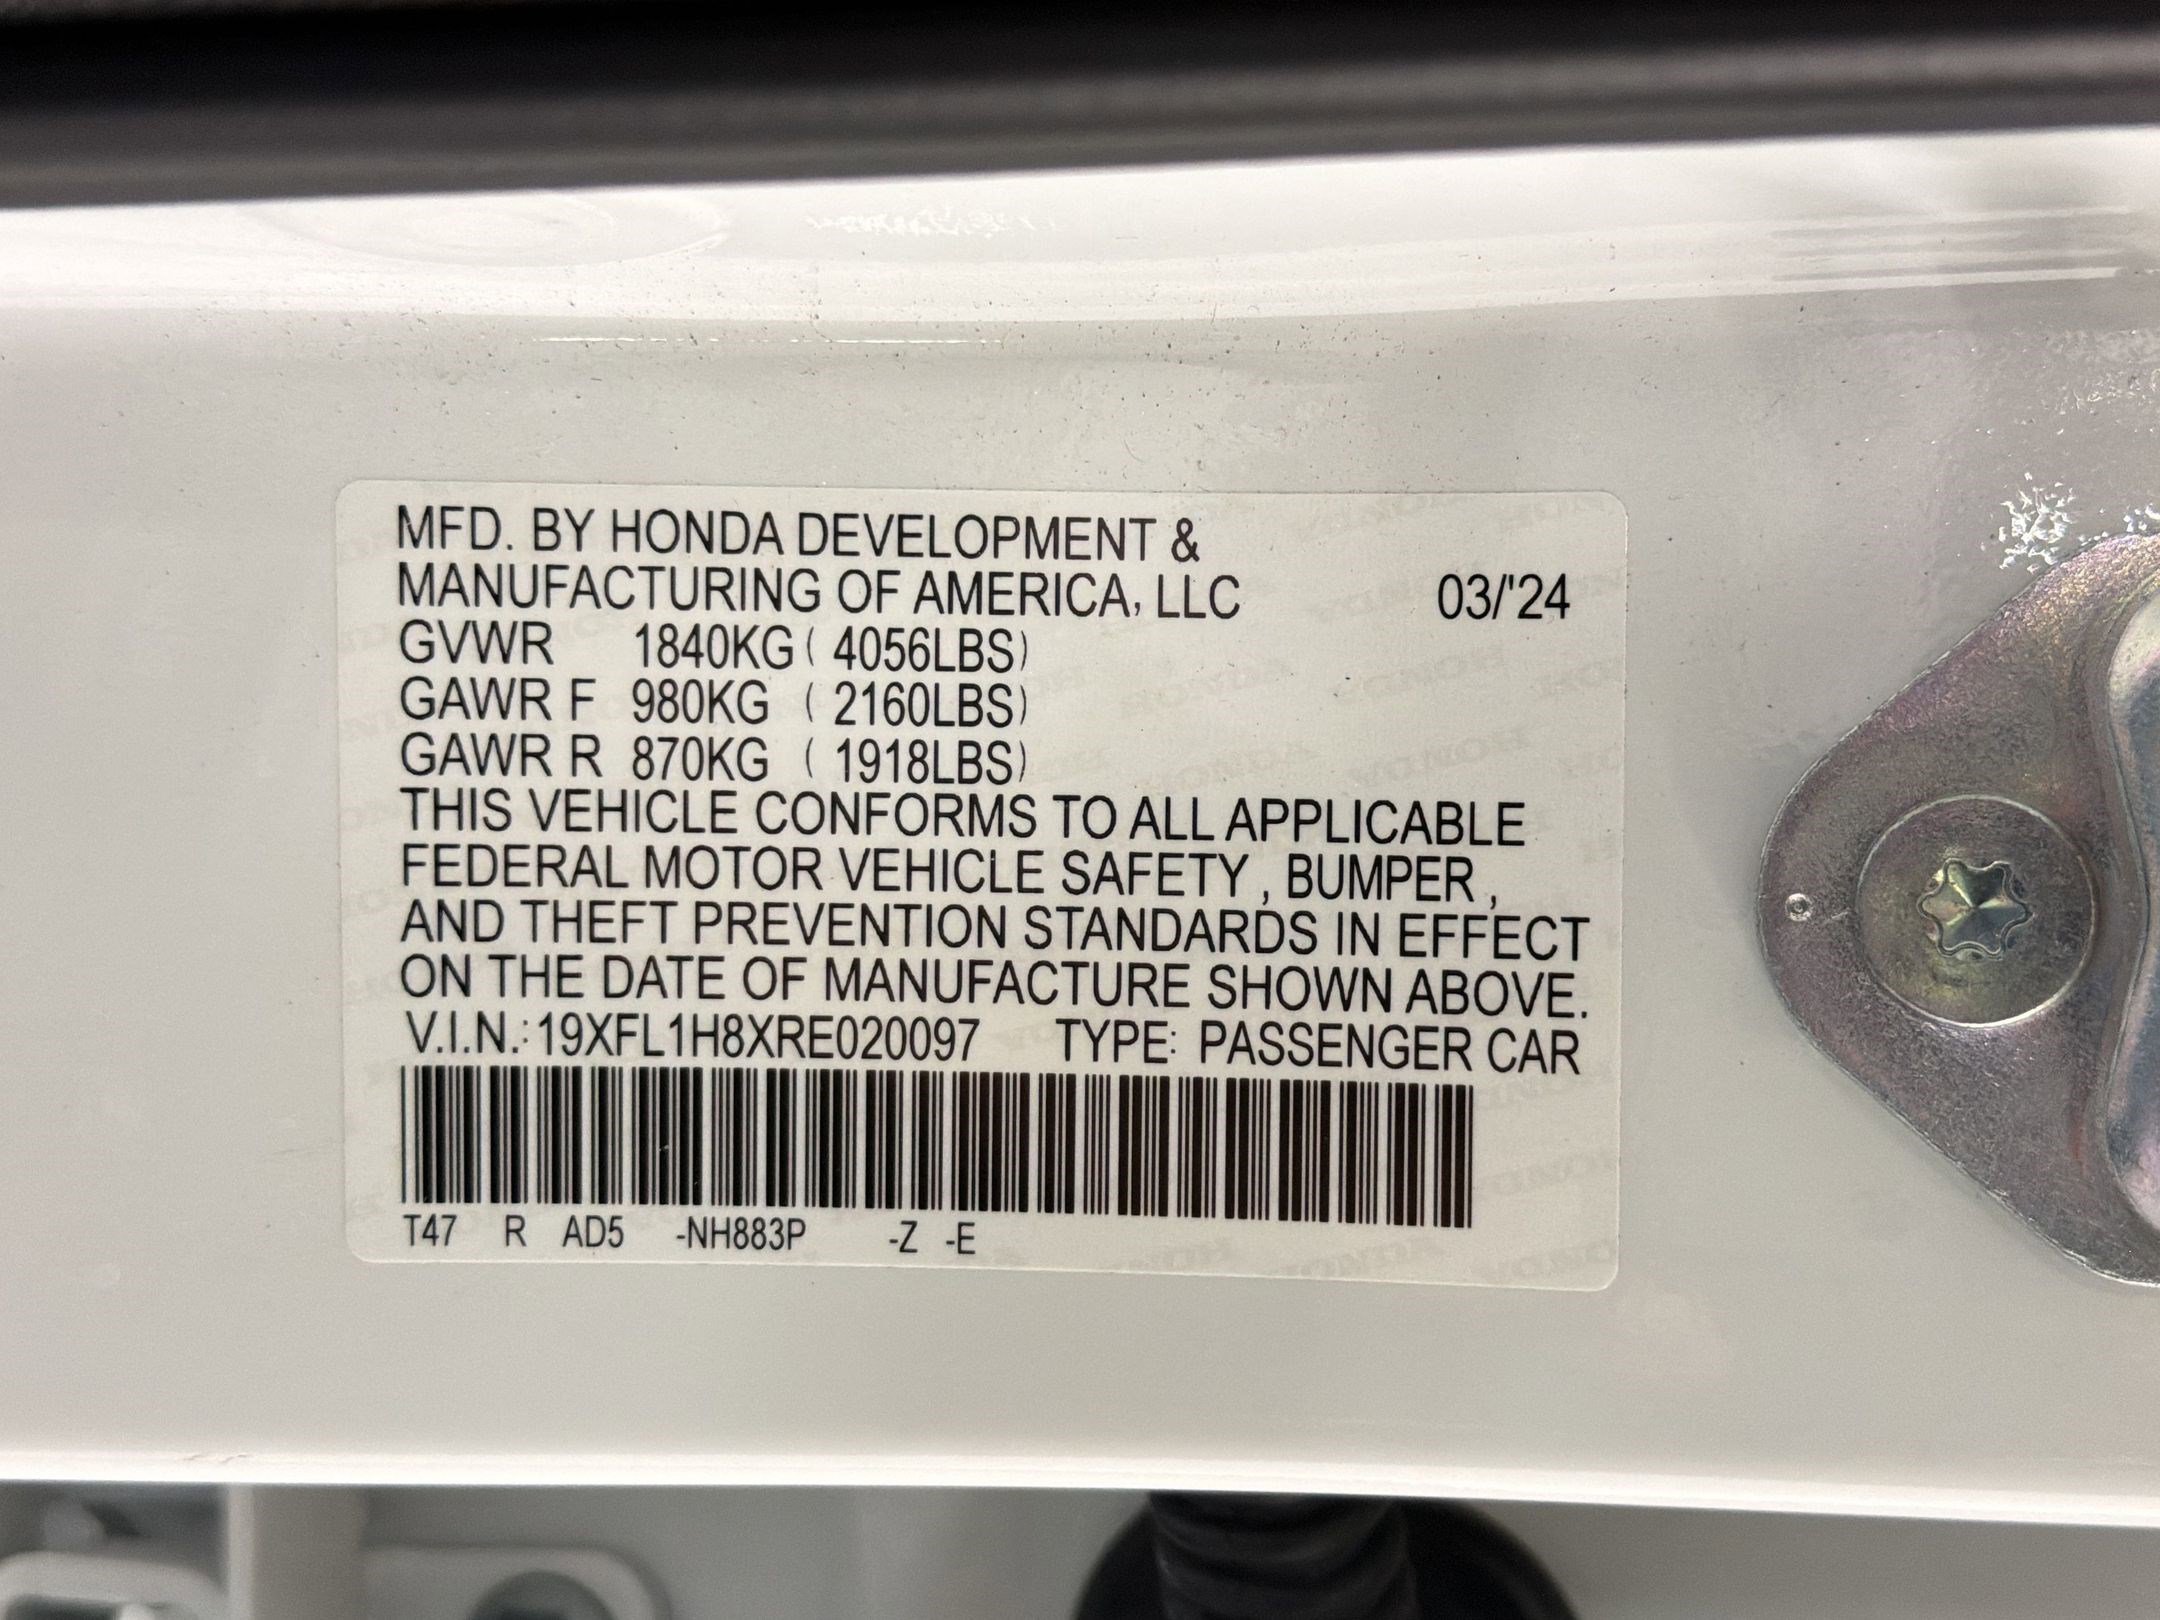 MFD. BY HONDA DEVELOPMENT &
MANUFACTURING OF AMERICA, LLC 03/'24
GVWR 1840KG ( 4056LBS)
GAWR F 980KG ( 2160LBS)
GAWR R 870KG ( 1918LBS)
THIS VEHICLE CONFORMS TO ALL APPLICABLE
FEDERAL MOTOR VEHICLE SAFETY , BUMPER ,
AND THEFT PREVENTION STANDARDS IN EFFECT
ON THE DATE OF MANUFACTURE SHOWN ABOVE.
V.I.N.: 19XFL1H8XRE020097 TYPE: PASSENGER CAR
T47 R AD5 -NH883P -Z -E